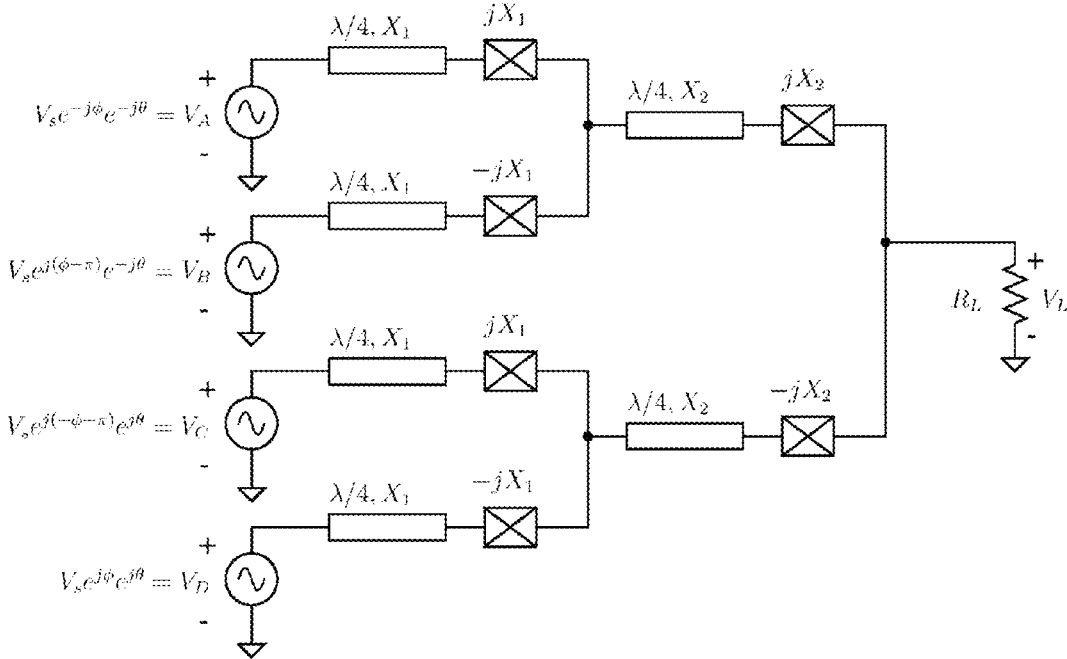 λ/4, X₁
jX₁
+
V_s e^{-jϕ} e^{-jθ} = V_A
-
λ/4, X₂
jX₂
λ/4, X₁
-jX₁
+
V_s e^{j(ϕ-π)} e^{-jθ} = V_B
-
+
R_L
V_L
-
λ/4, X₁
jX₁
+
V_s e^{j(-ϕ-π)} e^{jθ} = V_C
-
λ/4, X₂
-jX₂
λ/4, X₁
-jX₁
+
V_s e^{jϕ} e^{jθ} = V_D
-